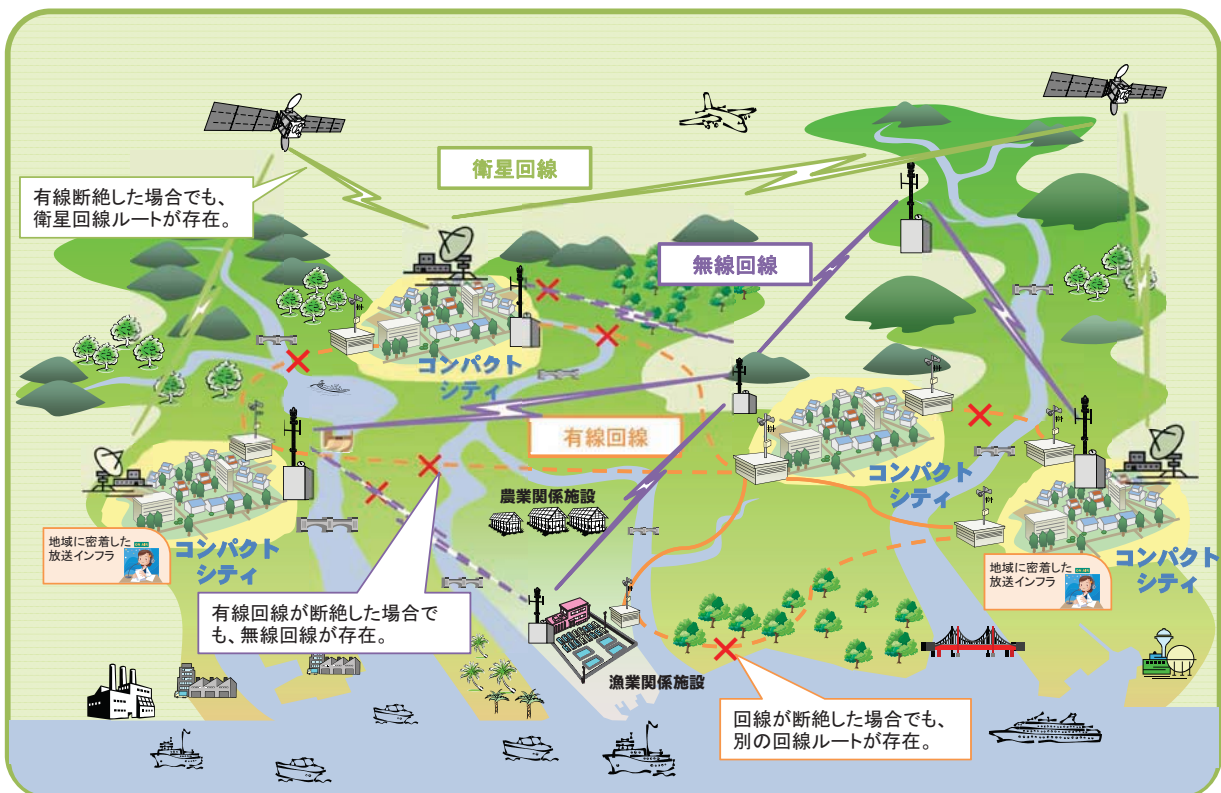 衛星回線
有線断絶した場合でも、
衛星回線ルートが存在。
無線回線
コンパクト
シティ
有線回線
コンパクト
シティ
農業関係施設
地域に密着した
放送インフラ
コンパクト
シティ
地域に密着した
放送インフラ
コンパクト
シティ
有線回線が断絶した場合で
も、無線回線が存在。
漁業関係施設
回線が断絶した場合でも、
別の回線ルートが存在。